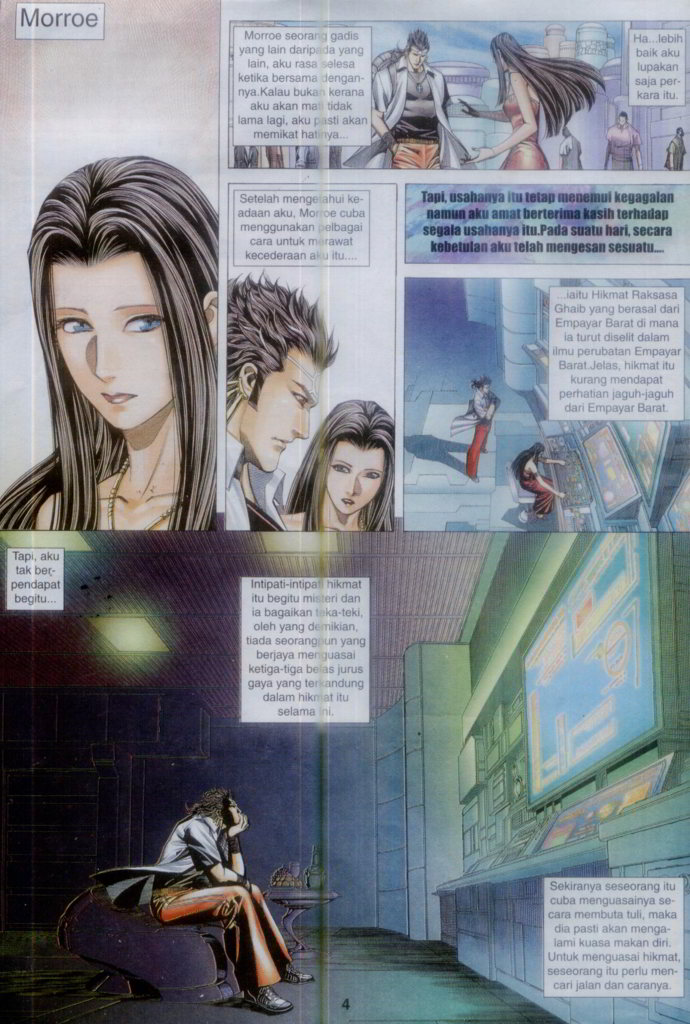 Morroe
Morroe seorang gadis
yang lain daripada yang
lain, aku rasa selesa
ketika bersama dengan-
nya.Kalau bukan kerana
aku akan mati tidak
lama lagi, aku pasti akan
memikat hatinya...
Ha...lebih
baik aku
lupakan
saja per-
kara itu.
Setelah mengetahui ke-
adaan aku, Morroe cuba
menggunakan pelbagai
cara untuk merawat
kecederaan aku itu....
Tapi, usahanya itu tetap menemui kegagalan
namun aku amat berterima kasih terhadap
segala usahanya itu.Pada suatu hari, secara
kebetulan aku telah mengesan sesuatu....
...iaitu Hikmat Raksasa
Ghaib yang berasal dari
Empayar Barat di mana
ia turut diselit dalam
ilmu perubatan Empayar
Barat.Jelas, hikmat itu
kurang mendapat
perhatian jaguh-jaguh
dari Empayar Barat.
Tapi, aku
tak ber-
pendapat
begitu...
Intipati-intipati hikmat
itu begitu misteri dan
ia bagaikan teka-teki,
oleh yang demikian,
tiada seorangpun yang
berjaya menguasai
ketiga-tiga belas jurus
gaya yang terkandung
dalam hikmat itu
selama ini.
Sekiranya seseorang itu
cuba menguasainya se-
cara membuta tuli, maka
dia pasti akan menga-
lami kuasa makan diri.
Untuk menguasai hikmat,
seseorang itu perlu men-
cari jalan dan caranya.
4